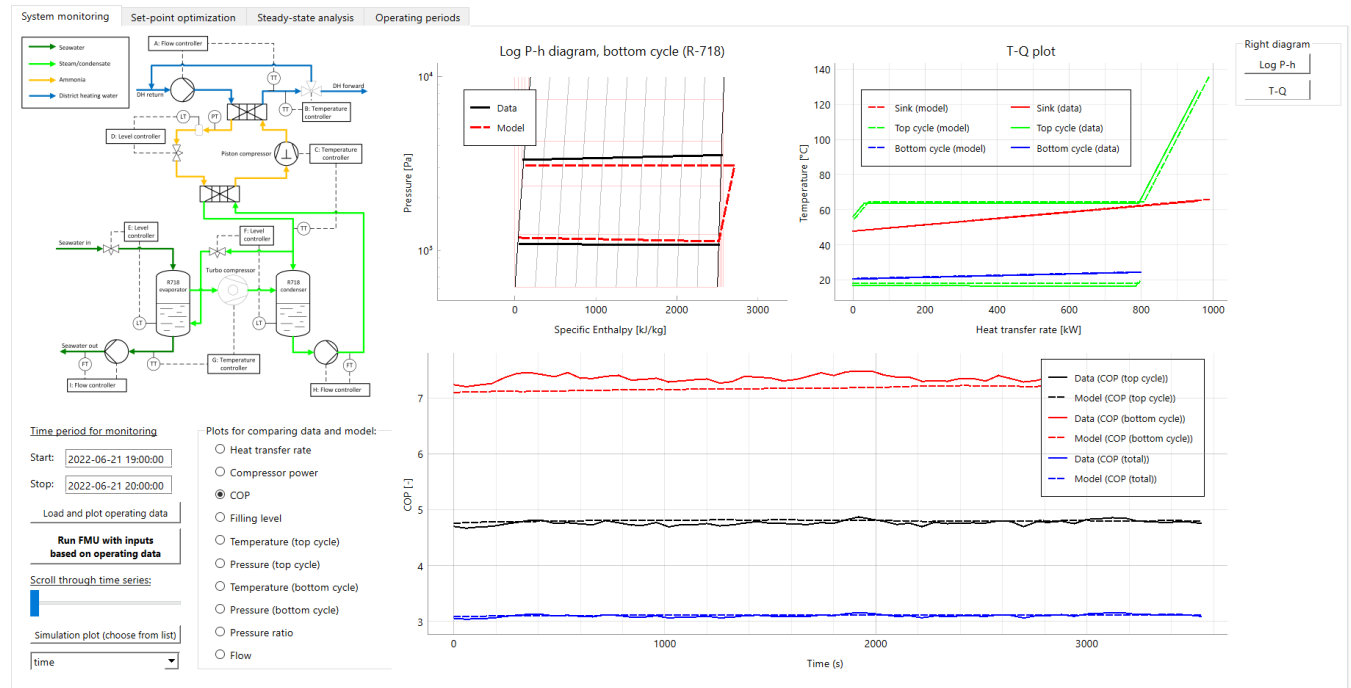 System monitoring
Set-point optimization
Steady-state analysis
Operating periods
Seawater
Steam/condensate
Ammonia
District heating water
A: Flow controller
TT
DH return
DH forward
TT
B: Temperature
controller
LT
PT
D: Level controller
Piston compressor
C: Temperature
controller
TT
E: Level
controller
F: Level
controller
Seawater in
Turbo compressor
R718
evaporator
R718
condenser
LT
LT
Seawater out
FT
TT
G: Temperature
controller
FT
I: Flow controller
H: Flow controller
Log P-h diagram, bottom cycle (R-718)
10⁴
10³
Pressure [Pa]
Data
Model
0
1000
2000
3000
Specific Enthalpy [kJ/kg]
T-Q plot
140
120
100
80
60
40
20
Temperature [°C]
Sink (model)
Top cycle (model)
Bottom cycle (model)
Sink (data)
Top cycle (data)
Bottom cycle (data)
0
200
400
600
800
1000
Heat transfer rate [kW]
Right diagram
Log P-h
T-Q
Time period for monitoring
Start:
2022-06-21 19:00:00
Stop:
2022-06-21 20:00:00
Load and plot operating data
Run FMU with inputs
based on operating data
Scroll through time series:
Simulation plot (choose from list)
time
Plots for comparing data and model:
Heat transfer rate
Compressor power
COP
Filling level
Temperature (top cycle)
Pressure (top cycle)
Temperature (bottom cycle)
Pressure (bottom cycle)
Pressure ratio
Flow
7
6
5
4
3
COP [-]
Data (COP (top cycle))
Model (COP (top cycle))
Data (COP (bottom cycle))
Model (COP (bottom cycle))
Data (COP (total))
Model (COP (total))
0
1000
2000
3000
Time (s)